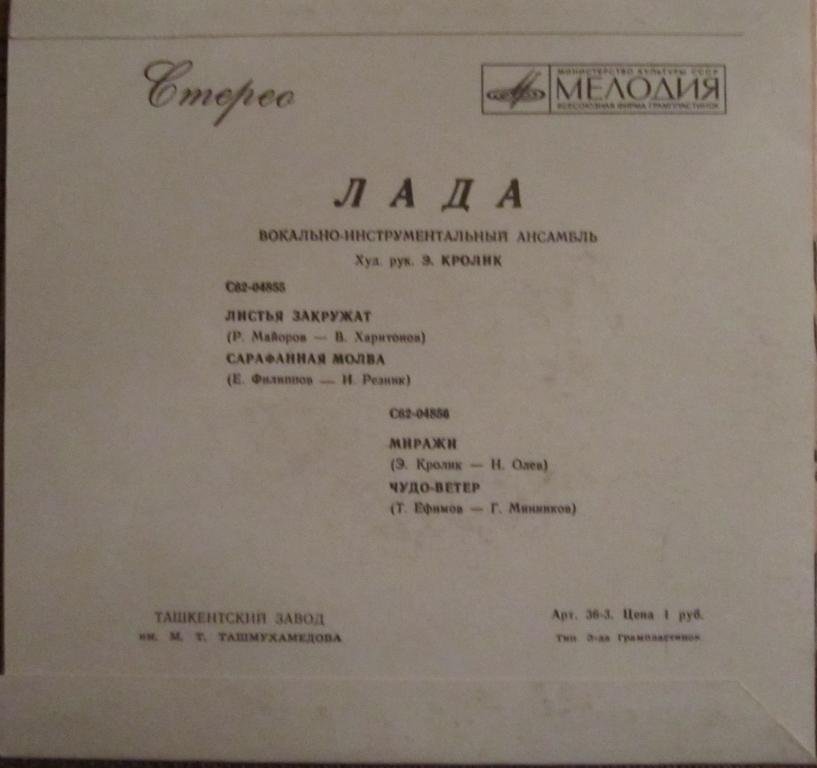 Стерео
МИНИСТЕРСТВО КУЛЬТУРЫ СССР
МЕЛОДИЯ
ВСЕСОЮЗНАЯ ФИРМА ГРАМПЛАСТИНОК
ЛАДА
ВОКАЛЬНО-ИНСТРУМЕНТАЛЬНЫЙ АНСАМБЛЬ
Худ. рук. Э. КРОЛИК
С62-04855
ЛИСТЬЯ ЗАКРУЖАТ
(Р. Майоров — В. Харитонов)
САРАФАННАЯ МОЛВА
(Е. Филиппов — И. Резник)
С62-04856
МИРАЖИ
(Э. Кролик — Н. Олев)
ЧУДО-ВЕТЕР
(Т. Ефимов — Г. Минников)
ТАШКЕНТСКИЙ ЗАВОД
им. М. Т. ТАШМУХАМЕДОВА
Арт. 36-3. Цена 1 руб.
Тип. З-да Грампластинок